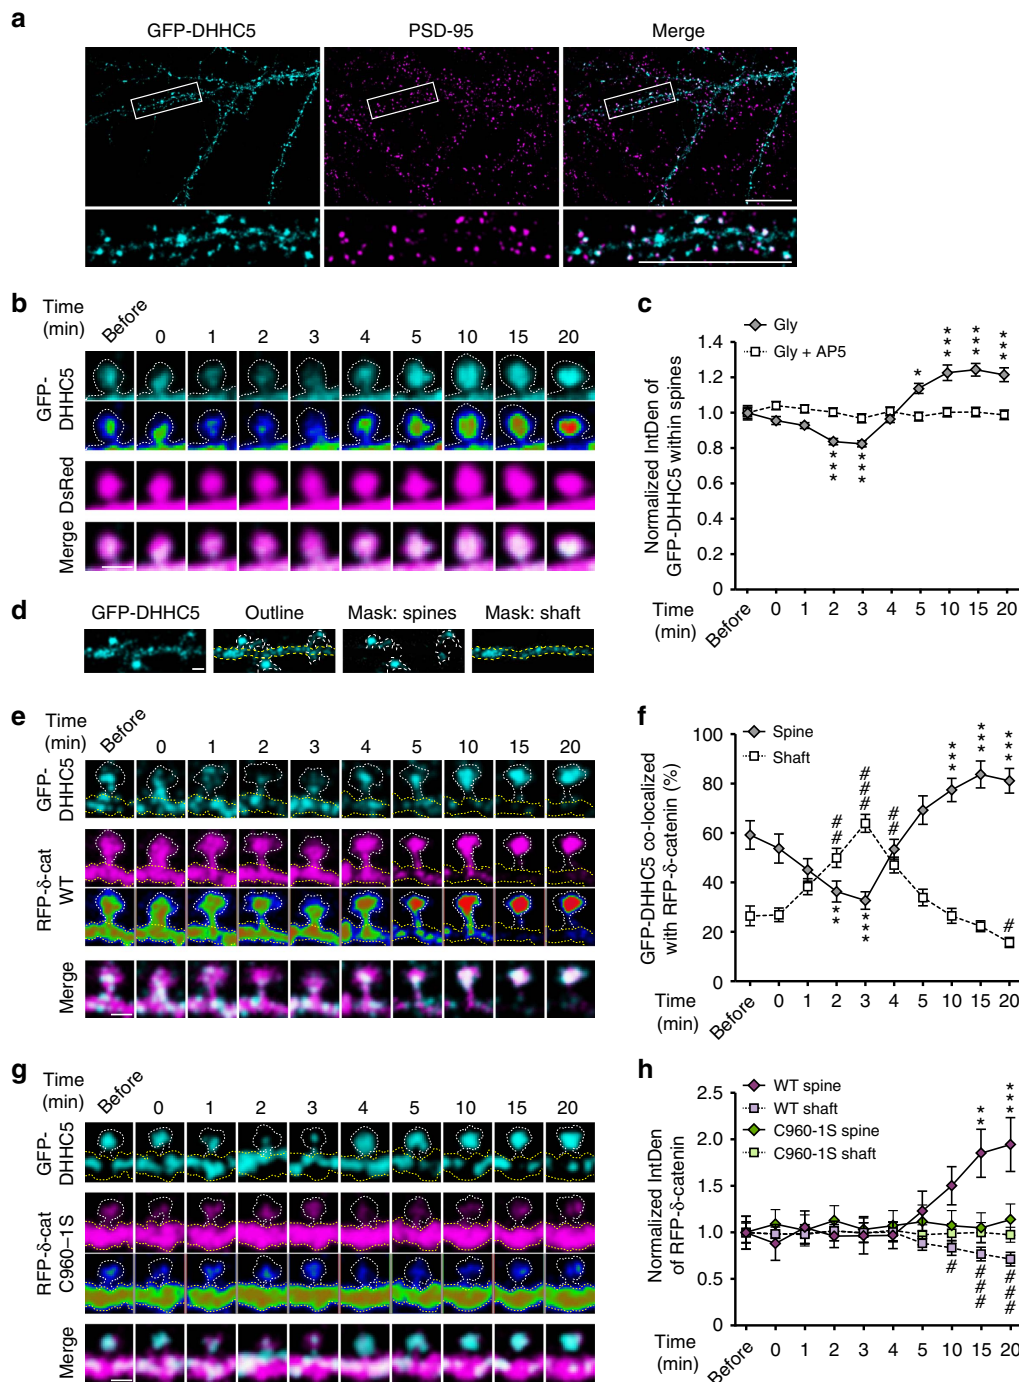 a
GFP-DHHC5 PSD-95 Merge
b
Time (min) Before 0 1 2 3 4 5 10 15 20
GFP-DHHC5
DsRed
Merge
c
Gly
Gly + AP5
Normalized IntDen of
GFP-DHHC5 within spines
1.4
1.2
1.0
0.8
0.6
0.4
0.2
0
* *** *** ***
*** ***
Time (min) Before 0 1 2 3 4 5 10 15 20
d
GFP-DHHC5 Outline Mask: spines Mask: shaft
e
Time (min) Before 0 1 2 3 4 5 10 15 20
GFP-DHHC5
RFP-δ-cat WT
Merge
f
Spine
Shaft
GFP-DHHC5 co-localized
with RFP-δ-catenin (%)
100
80
60
40
20
0
## ### ## *** *** ***
** *** #
Time (min) Before 0 1 2 3 4 5 10 15 20
g
Time (min) Before 0 1 2 3 4 5 10 15 20
GFP-DHHC5
RFP-δ-cat C960-1S
Merge
h
WT spine
WT shaft
C960-1S spine
C960-1S shaft
Normalized IntDen
of RFP-δ-catenin
2.5
2.0
1.5
1.0
0.5
0
** ***
# ### ###
Time (min) Before 0 1 2 3 4 5 10 15 20